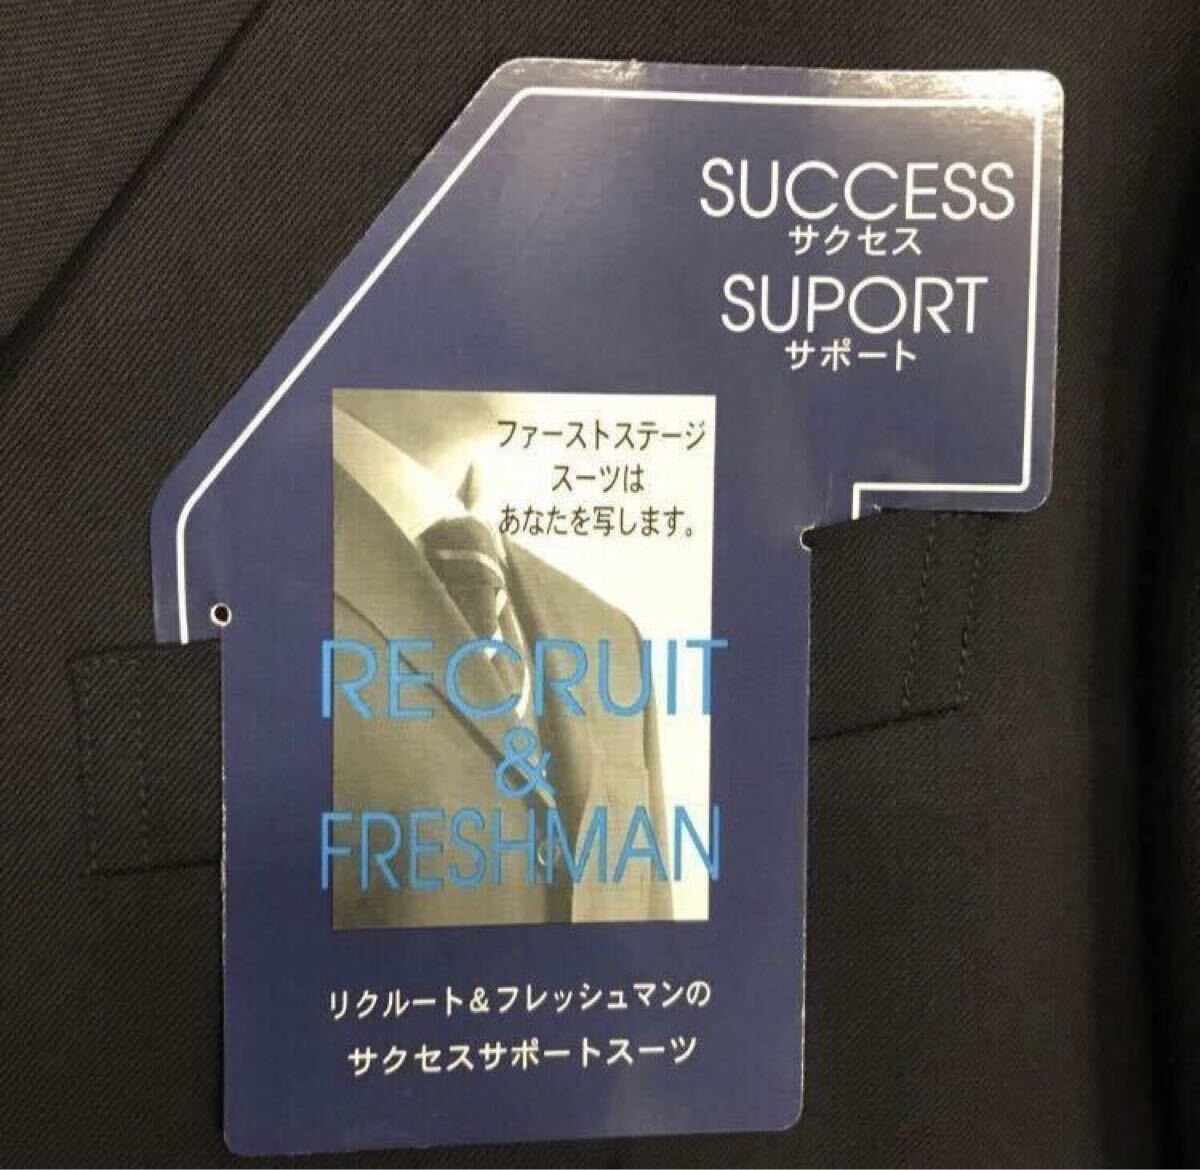 SUCCESS
サクセス
SUPORT
サポート
ファーストステージ
スーツは
あなたを写します。
RECRUIT
&
FRESHMAN
リクルート&フレッシュマンの
サクセスサポートスーツ